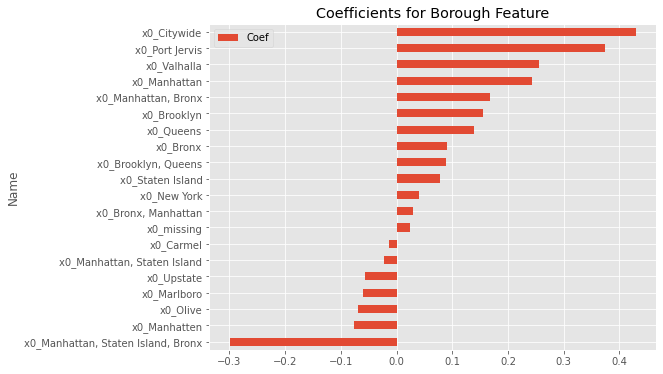 Coefficients for Borough Feature
Coef
Name
x0_Citywide
x0_Port Jervis
x0_Valhalla
x0_Manhattan
x0_Manhattan, Bronx
x0_Brooklyn
x0_Queens
x0_Bronx
x0_Brooklyn, Queens
x0_Staten Island
x0_New York
x0_Bronx, Manhattan
x0_missing
x0_Carmel
x0_Manhattan, Staten Island
x0_Upstate
x0_Marlboro
x0_Olive
x0_Manhatten
x0_Manhattan, Staten Island, Bronx
−0.3 −0.2 −0.1 0.0 0.1 0.2 0.3 0.4